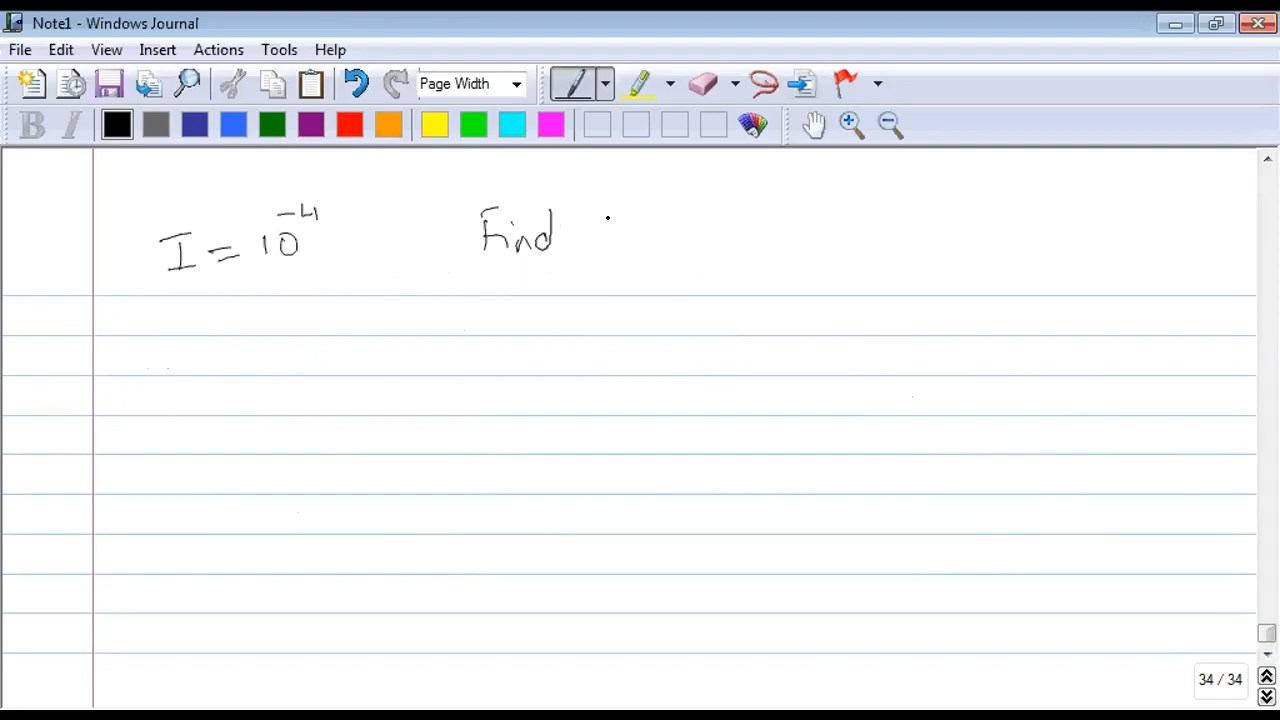 Note1 - Windows Journal
File Edit View Insert Actions Tools Help
Page Width
B I
I = 10⁻⁴ Find
34 / 34